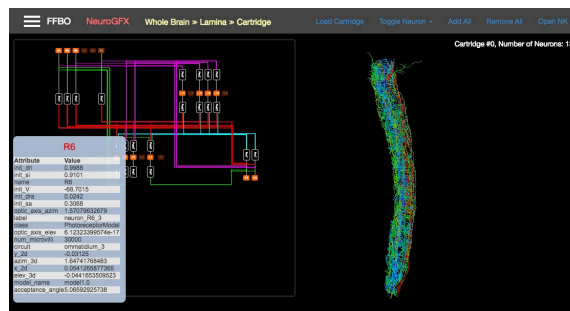 FFBO NeuroGFX Whole Brain » Lamina » Cartridge Load Cartridge Toggle Neuron Add All Remove All Open NK
Cartridge #0, Number of Neurons: 1
R6
Attribute Value
init_dri 0.9988
init_si 0.9101
name R6
init_V -68.7015
init_dra 0.0242
init_sa 0.3068
optic_axis_azim 1.57079632679
label neuron_R6_3
class PhotoreceptorModel
optic_axis_elev 6.12323399574e-17
num_microvilli 30000
circuit ommatidium_3
y_2d -0.03125
azim_3d 1.64741768483
x_2d 0.0541265877365
elev_3d -0.0441653509523
model_name model1.0
acceptance_angle 5.06592925738